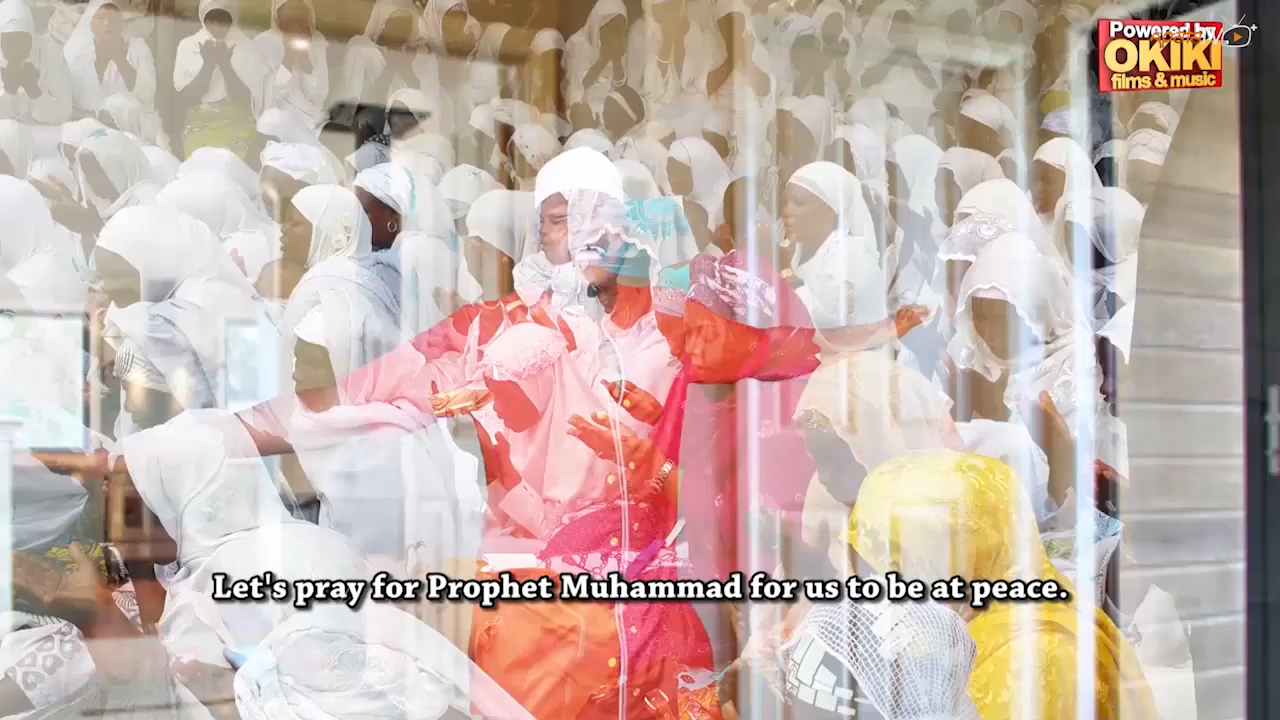 Powered by
OKIKI
films & music
Let's pray for Prophet Muhammad for us to be at peace.